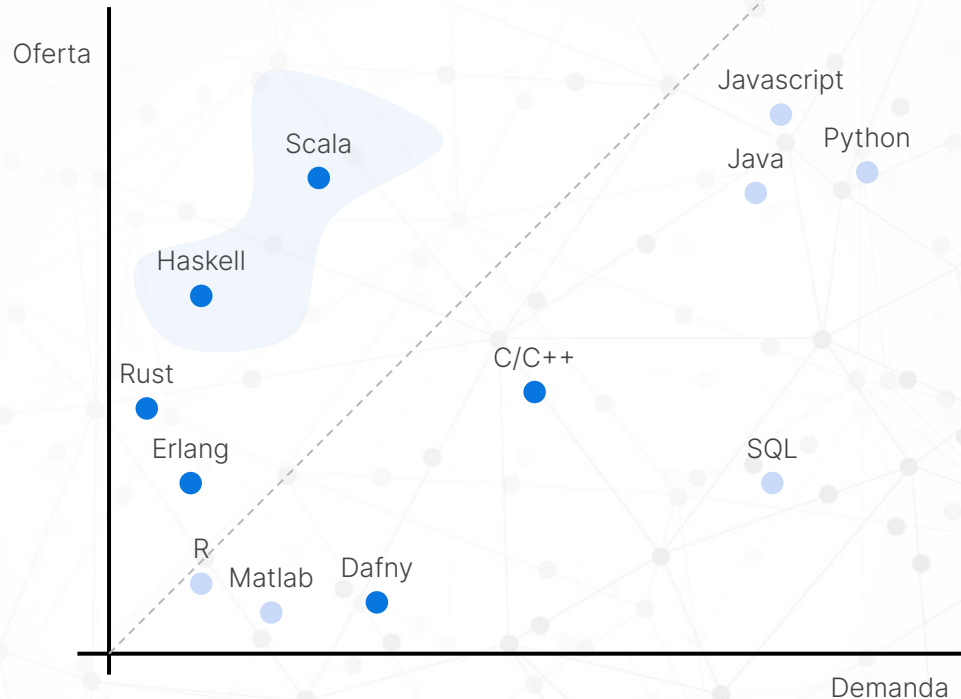 Oferta
Javascript
Python
Scala
Java
Haskell
C/C++
Rust
Erlang
SQL
R
Matlab
Dafny
Demanda